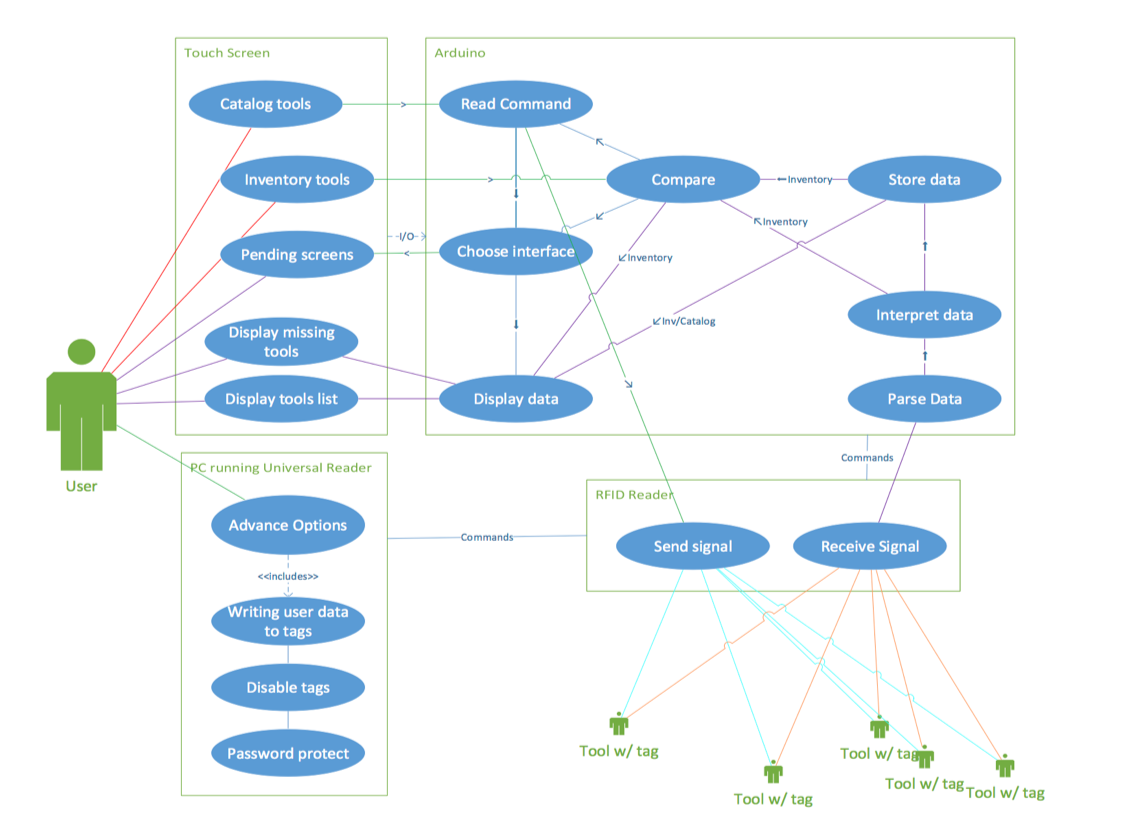 Touch Screen
Arduino
Catalog tools
>
Read Command
Inventory tools
>
Compare
Inventory
Store data
Inventory
I/O
Pending screens
<
Choose interface
Inventory
Interpret data
Inv/Catalog
Display missing
tools
Display tools list
Display data
Parse Data
User
Commands
PC running Universal Reader
RFID Reader
Advance Options
Commands
Send signal
Receive Signal
<<includes>>
Writing user data
to tags
Disable tags
Password protect
Tool w/ tag
Tool w/ tag
Tool w/ tag
Tool w/ tag
Tool w/ tag